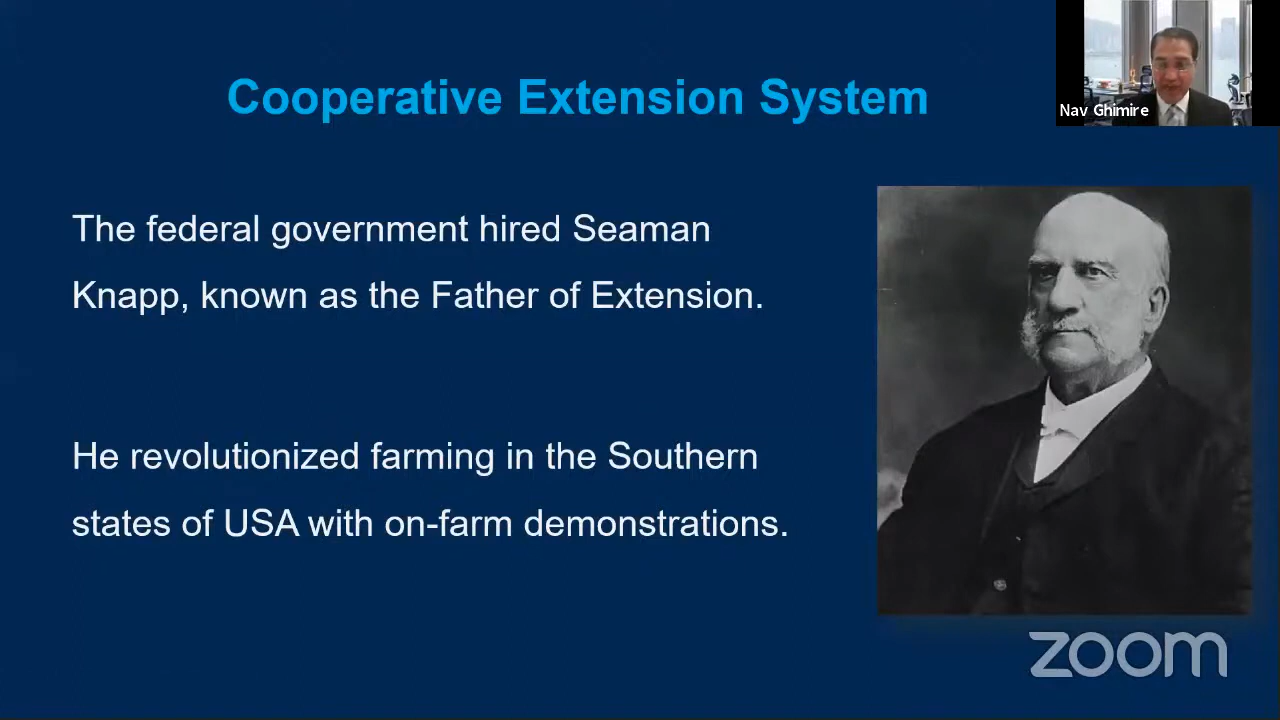 Cooperative Extension System
Nav Ghimire
The federal government hired Seaman
Knapp, known as the Father of Extension.
He revolutionized farming in the Southern
states of USA with on-farm demonstrations.
zoom